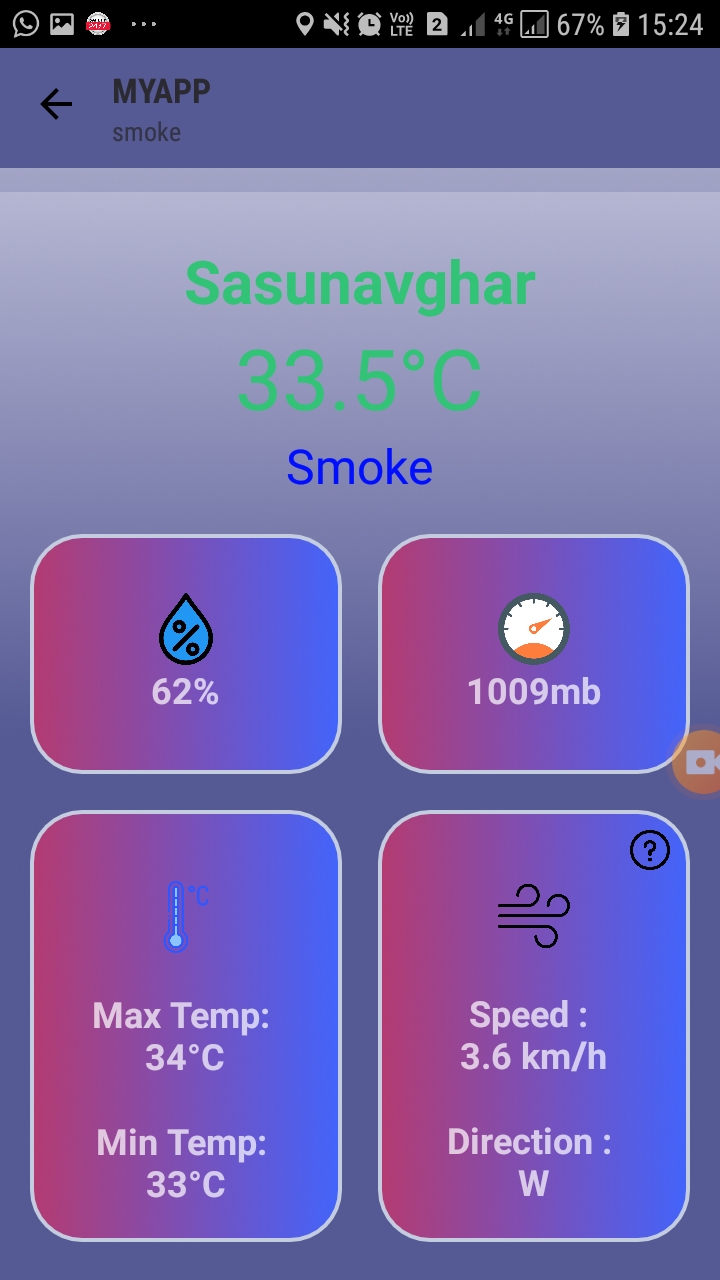 Vo)) LTE 2 4G 67% 15:24
MYAPP
smoke
Sasunavghar
33.5°C
Smoke
62%
1009mb
°C
Max Temp:
34°C
Min Temp:
33°C
?
Speed :
3.6 km/h
Direction :
W